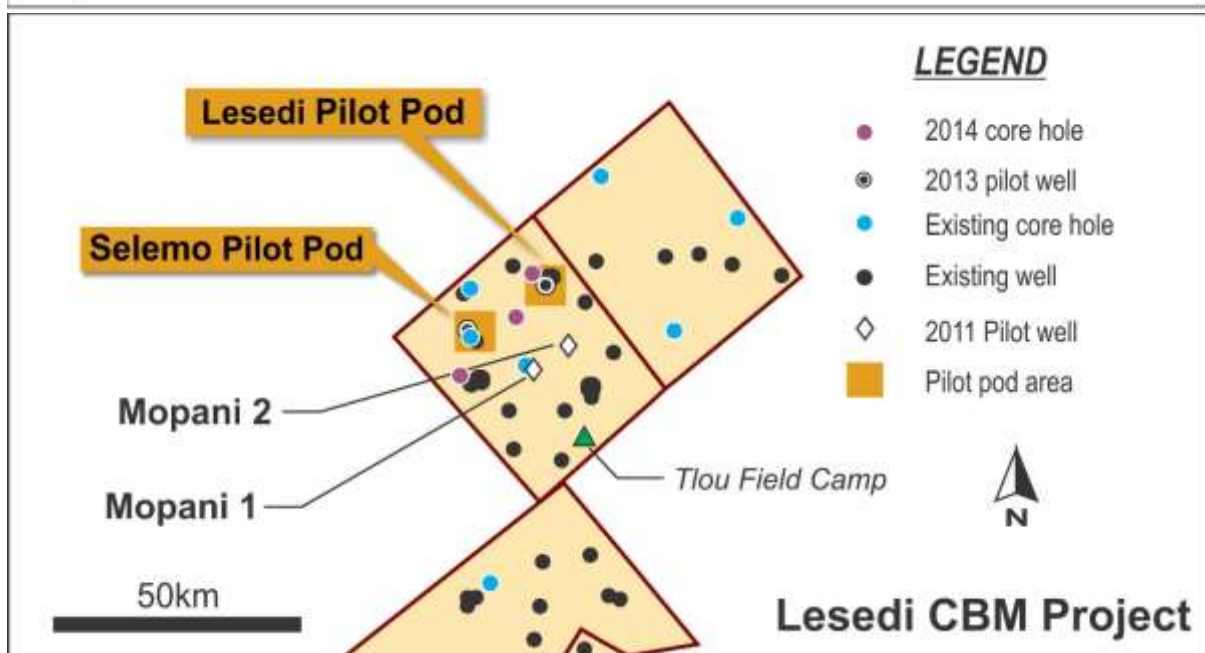 LEGEND
Lesedi Pilot Pod
2014 core hole
2013 pilot well
Existing core hole
Selemo Pilot Pod
Existing well
2011 Pilot well
Pilot pod area
Mopani 2
Tlou Field Camp
Mopani 1
N
50km
Lesedi CBM Project